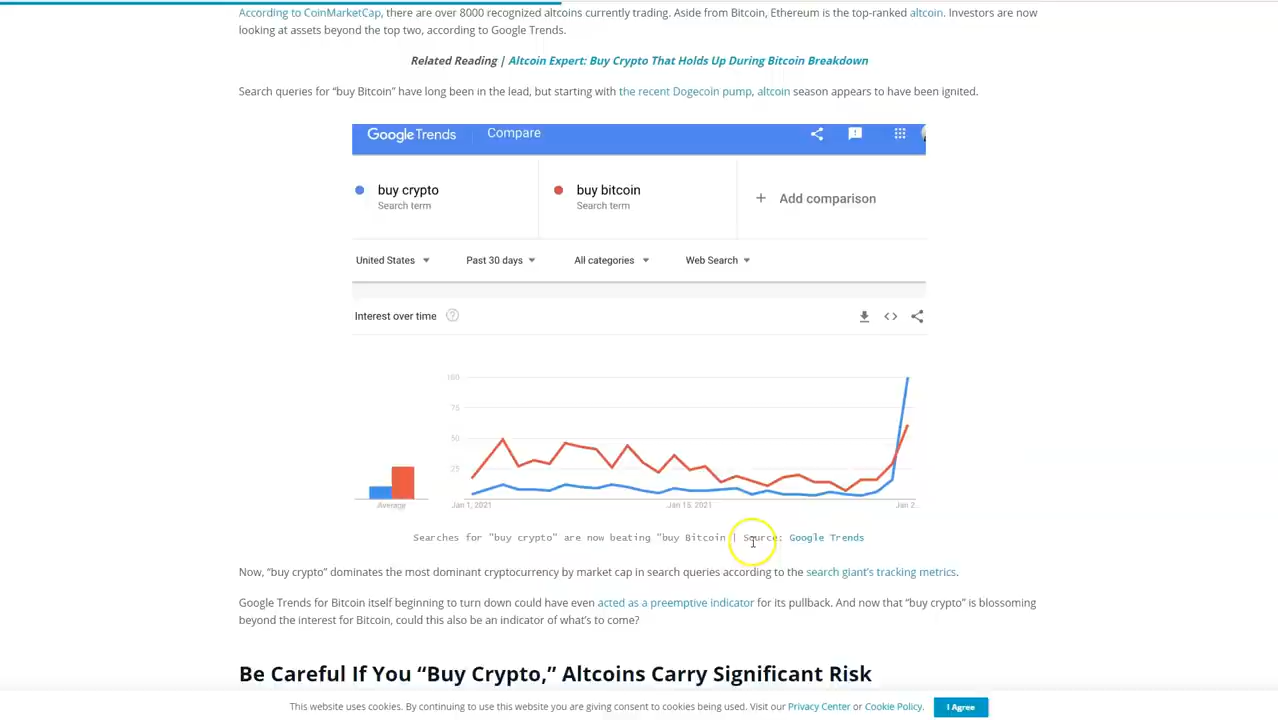 According to CoinMarketCap, there are over 8000 recognized altcoins currently trading. Aside from Bitcoin, Ethereum is the top-ranked altcoin. Investors are now
looking at assets beyond the top two, according to Google Trends.
Related Reading | Altcoin Expert: Buy Crypto That Holds Up During Bitcoin Breakdown
Search queries for “buy Bitcoin” have long been in the lead, but starting with the recent Dogecoin pump, altcoin season appears to have been ignited.
GoogleTrends Compare
buy crypto
Search term
buy bitcoin
Search term
+ Add comparison
United States Past 30 days All categories Web Search
Interest over time ?
100
75
50
25
Average Jan 1, 2021 Jan 15, 2021 Jan 2...
Searches for "buy crypto" are now beating "buy Bitcoin | Source: Google Trends
Now, “buy crypto” dominates the most dominant cryptocurrency by market cap in search queries according to the search giant’s tracking metrics.
Google Trends for Bitcoin itself beginning to turn down could have even acted as a preemptive indicator for its pullback. And now that “buy crypto” is blossoming
beyond the interest for Bitcoin, could this also be an indicator of what’s to come?
Be Careful If You “Buy Crypto,” Altcoins Carry Significant Risk
This website uses cookies. By continuing to use this website you are giving consent to cookies being used. Visit our Privacy Center or Cookie Policy. I Agree